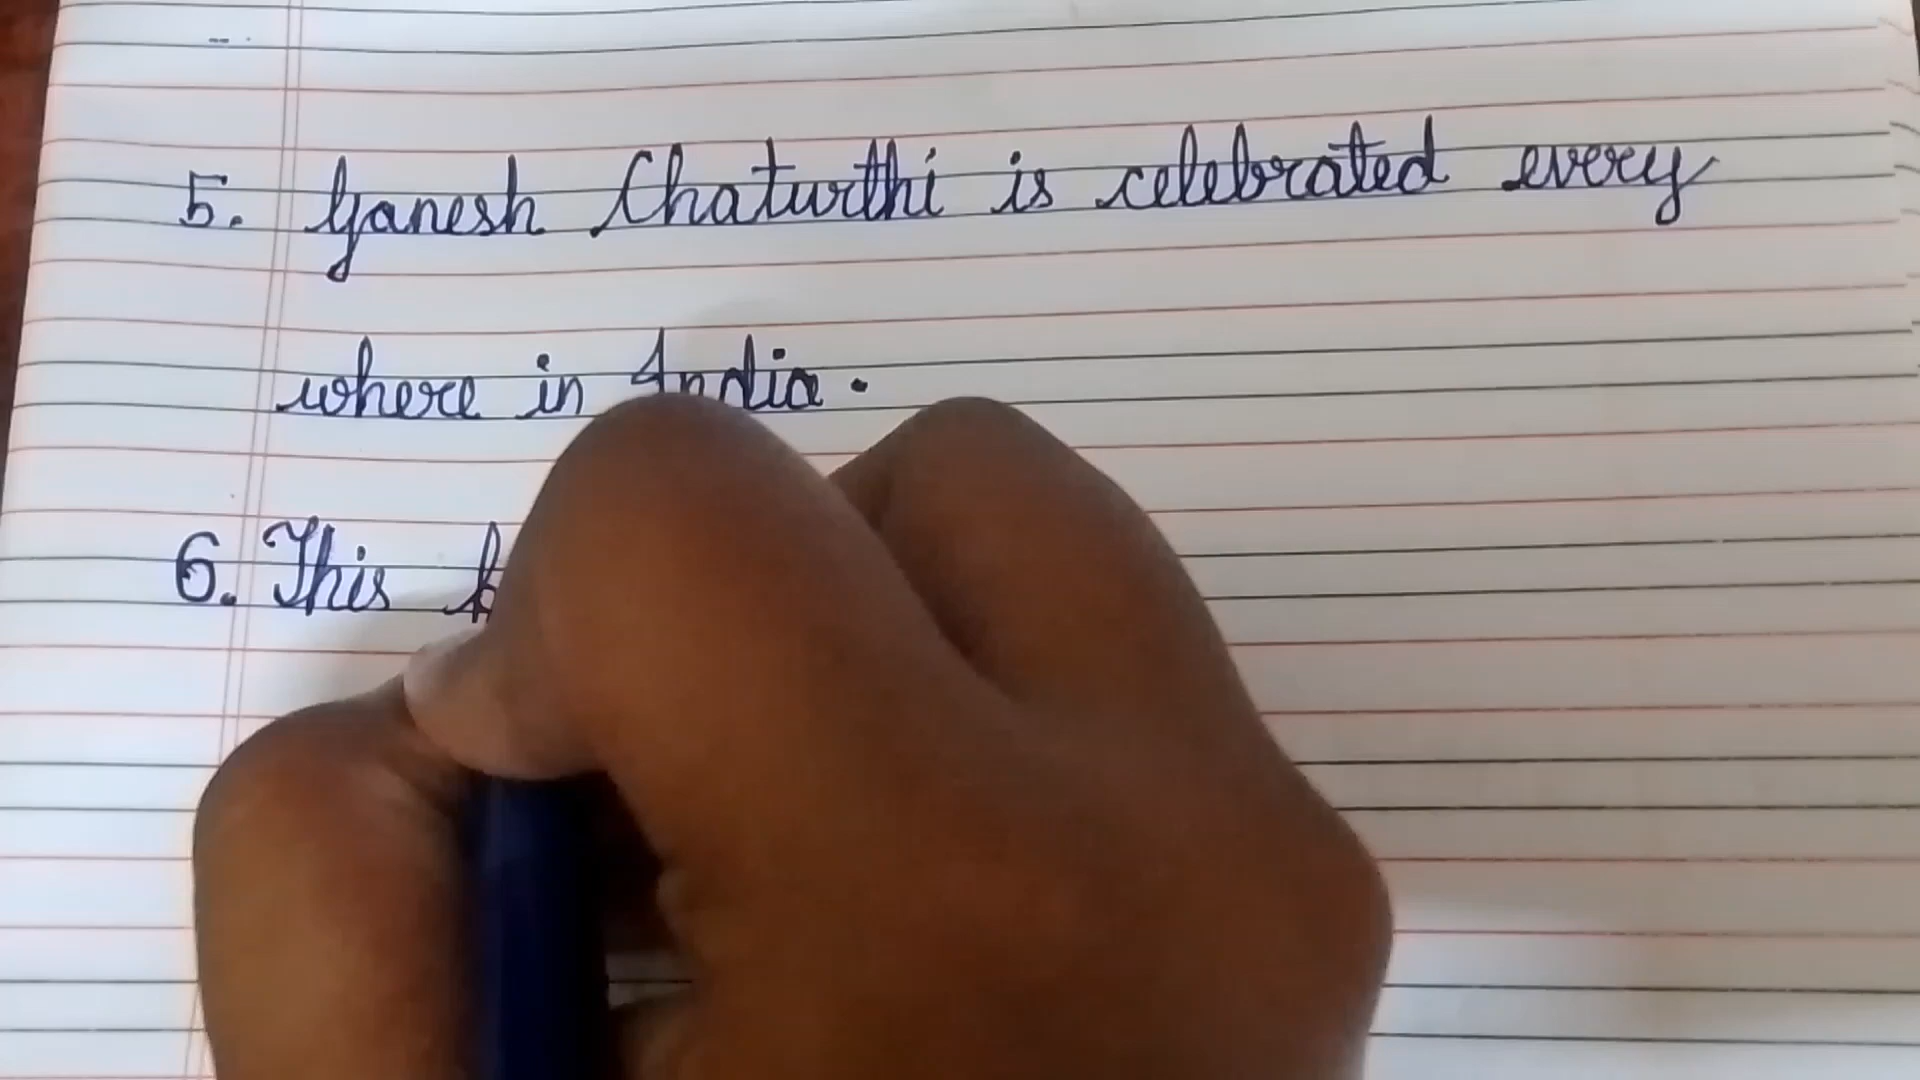 5. Ganesh Chaturthi is celebrated every
where in India.
6. This